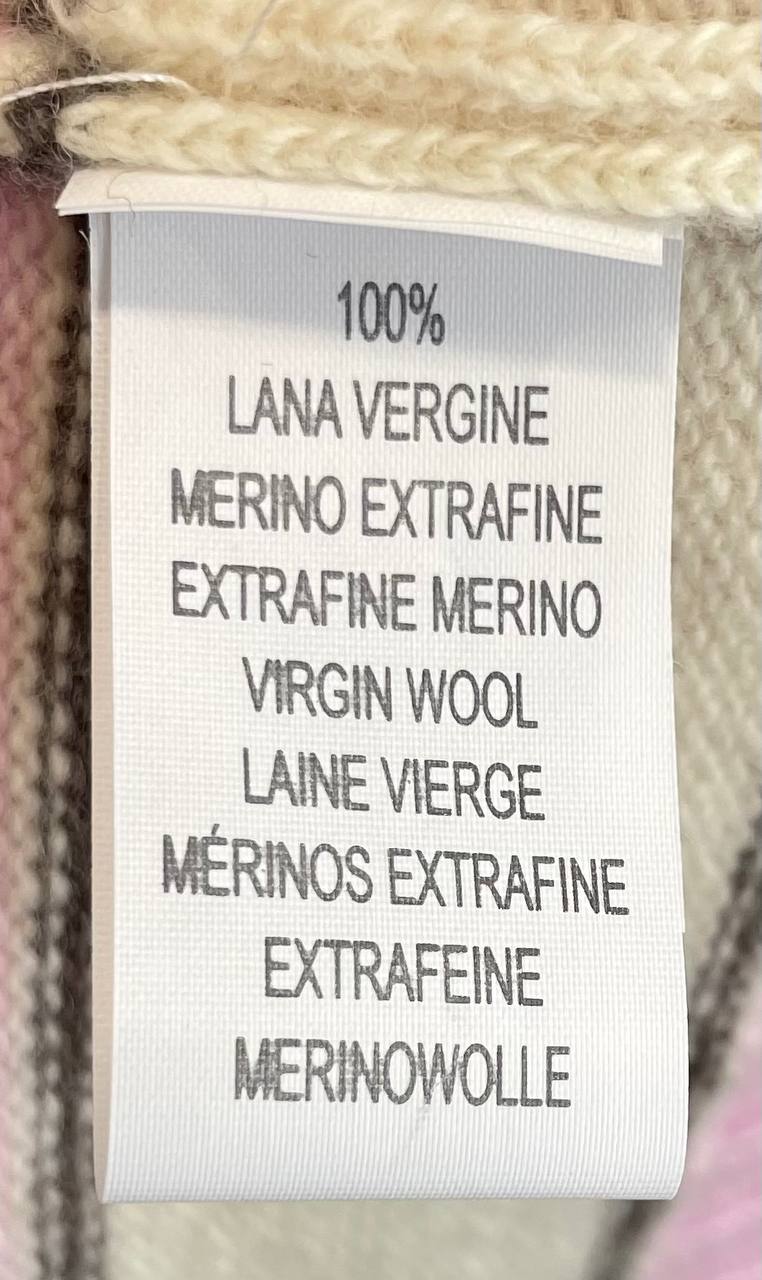 100%
LANA VERGINE
MERINO EXTRAFINE
EXTRAFINE MERINO
VIRGIN WOOL
LAINE VIERGE
MÉRINOS EXTRAFINE
EXTRAFEINE
MERINOWOLLE